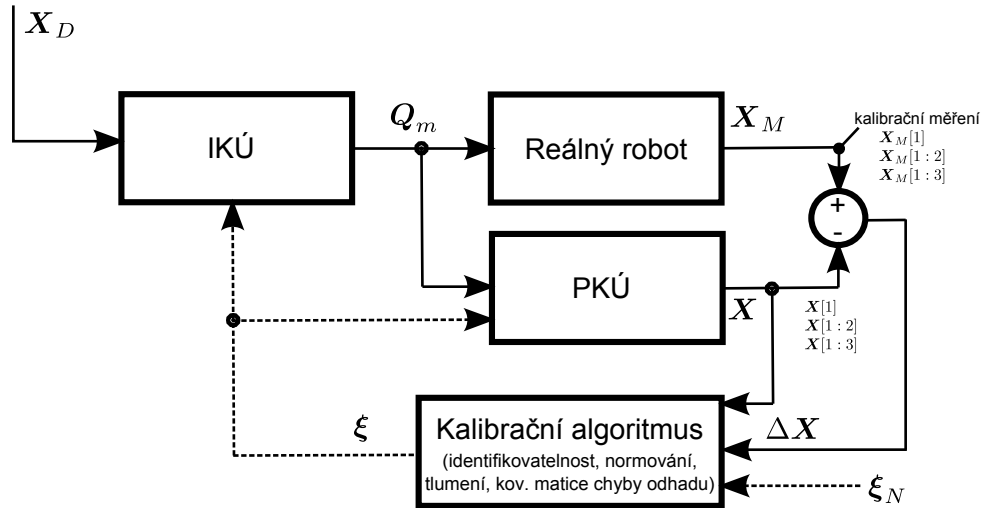 X_D
IKÚ
Q_m
Reálný robot
X_M
kalibrační měření
X_M[1]
X_M[1 : 2]
X_M[1 : 3]
+
-
PKÚ
X
X[1]
X[1 : 2]
X[1 : 3]
ξ
Kalibrační algoritmus
(identifikovatelnost, normování,
tlumení, kov. matice chyby odhadu)
ΔX
ξ_N